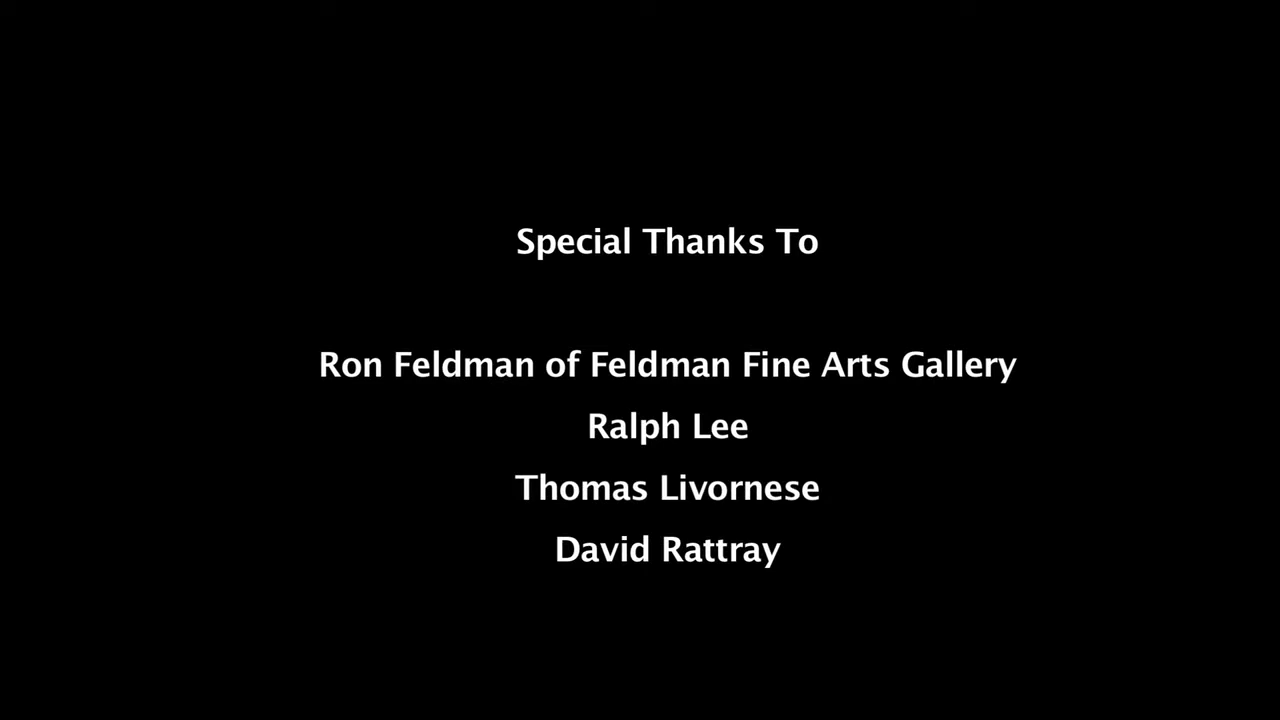 Special Thanks To
Ron Feldman of Feldman Fine Arts Gallery
Ralph Lee
Thomas Livornese
David Rattray